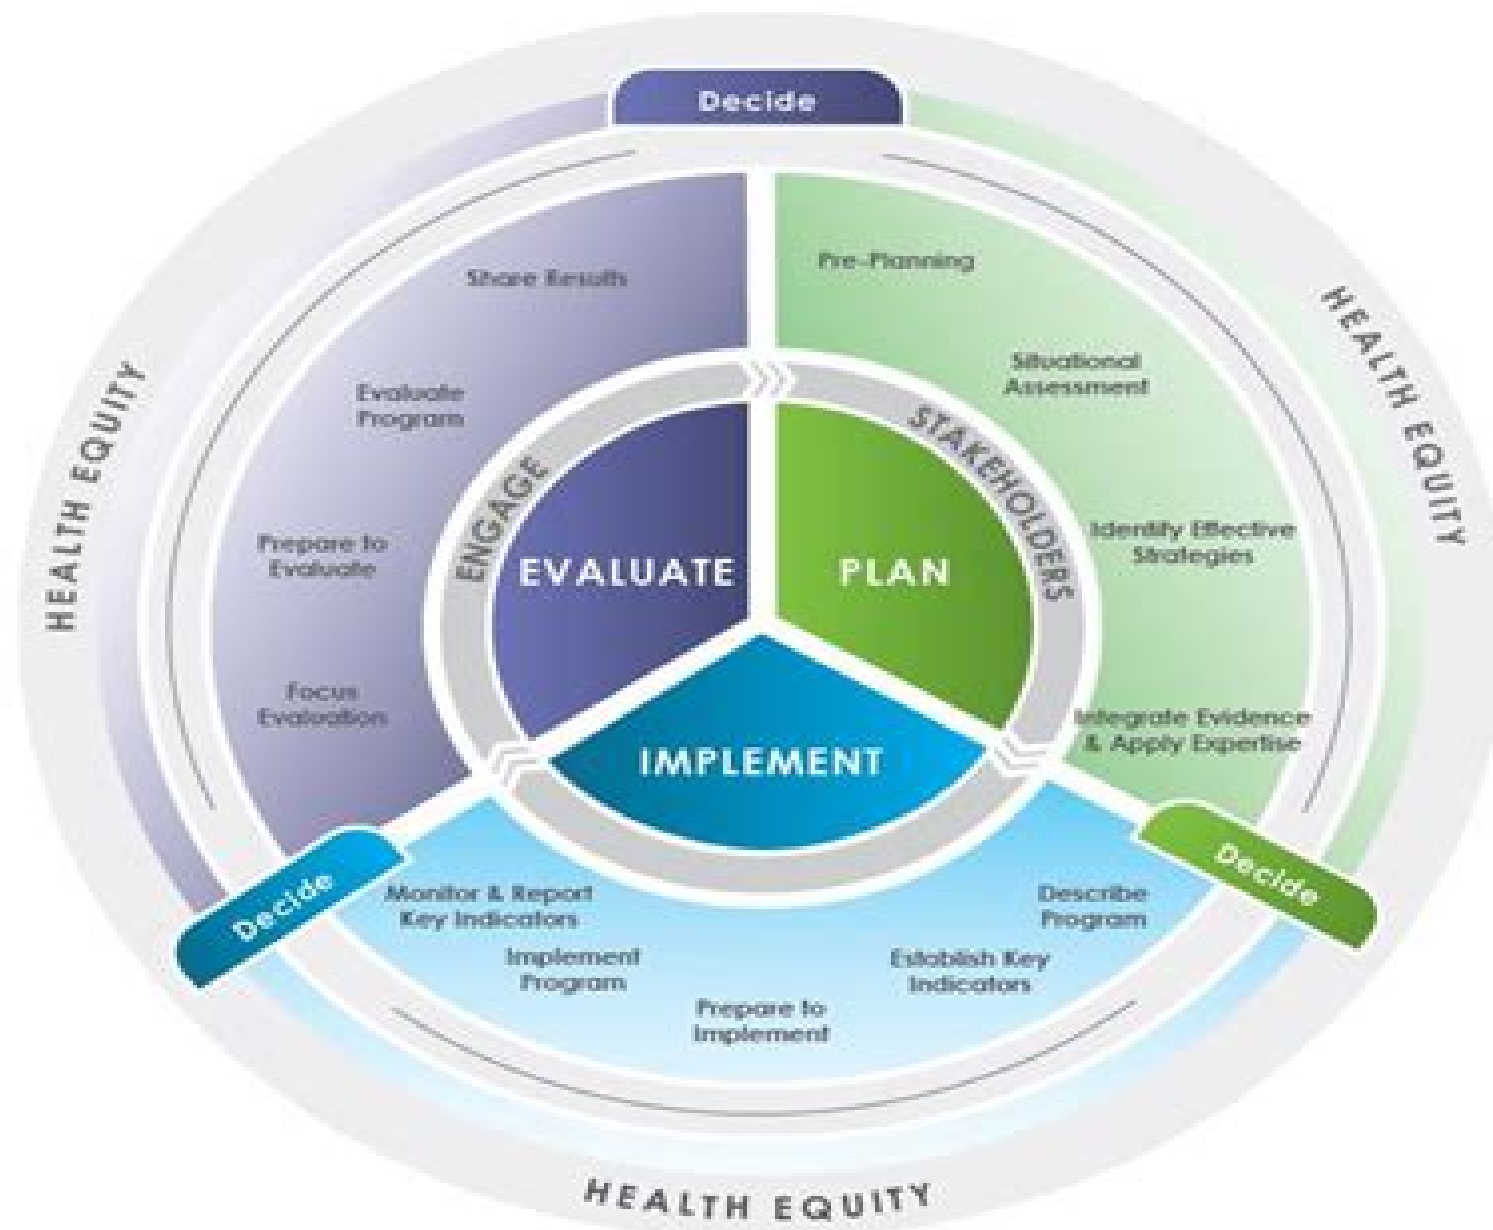 Decide
Share Results
Pre-Planning
Situational
Assessment
Evaluate
Program
HEALTH EQUITY
HEALTH EQUITY
ENGAGE
STAKEHOLDERS
Identify Effective
Strategies
Prepare to
Evaluate
EVALUATE
PLAN
Focus
Evaluation
Integrate Evidence
& Apply Expertise
IMPLEMENT
Decide
Decide
Monitor & Report
Key Indicators
Describe
Program
Implement
Program
Establish Key
Indicators
Prepare to
Implement
HEALTH EQUITY